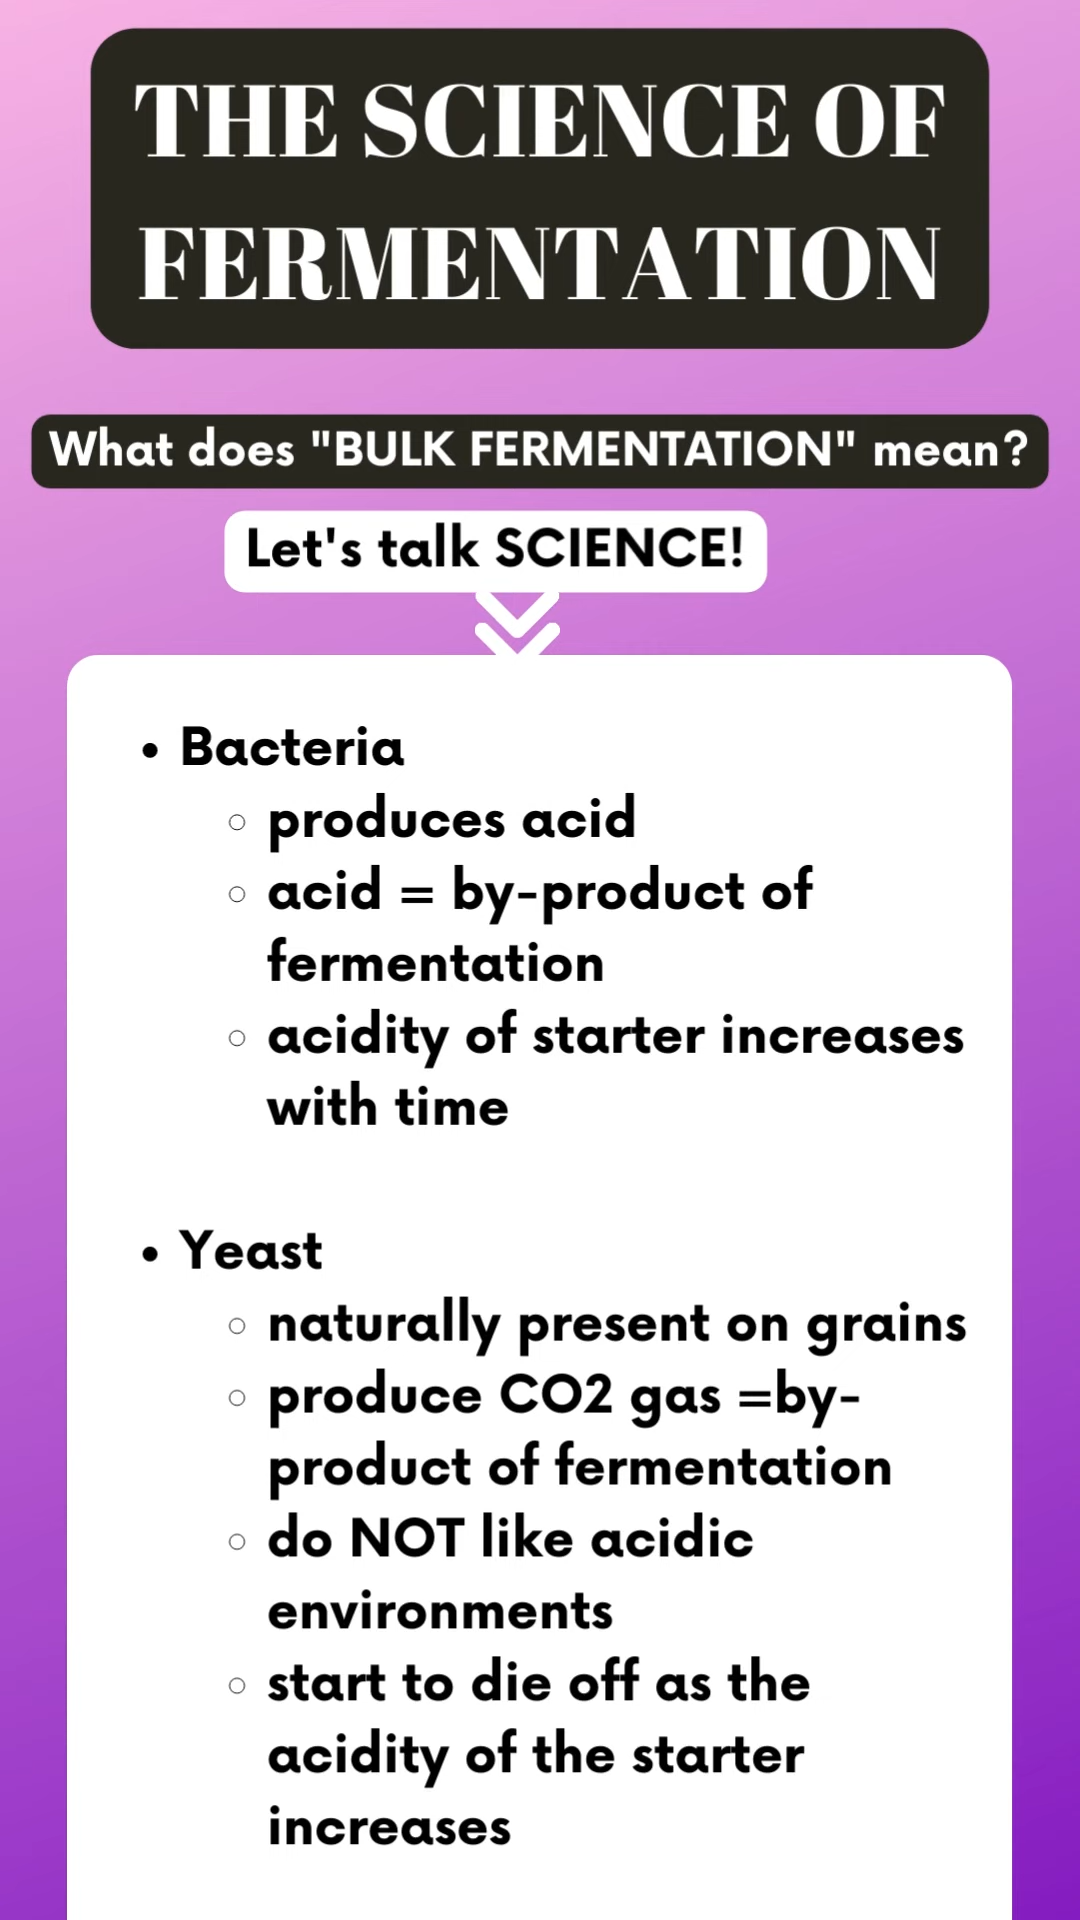 THE SCIENCE OF
FERMENTATION
What does "BULK FERMENTATION" mean?
Let's talk SCIENCE!
• Bacteria
○ produces acid
○ acid = by-product of
fermentation
○ acidity of starter increases
with time
• Yeast
○ naturally present on grains
○ produce CO2 gas =by-
product of fermentation
○ do NOT like acidic
environments
○ start to die off as the
acidity of the starter
increases